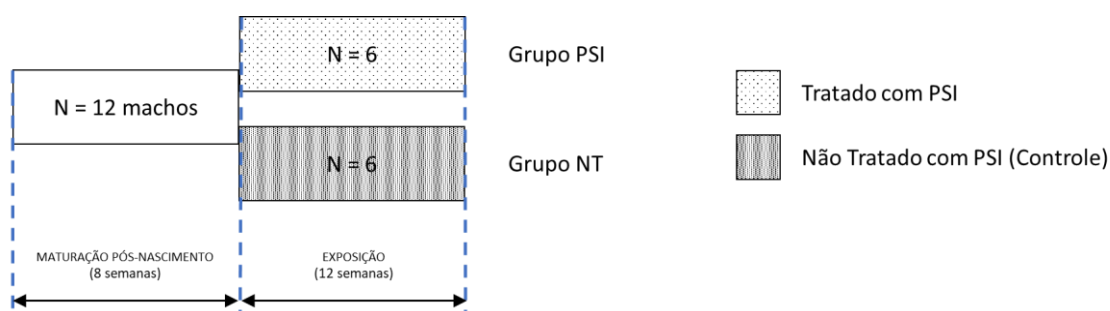 N = 6
Grupo PSI
N = 12 machos
Tratado com PSI
N = 6
Grupo NT
Não Tratado com PSI (Controle)
MATURAÇÃO PÓS-NASCIMENTO
(8 semanas)
EXPOSIÇÃO
(12 semanas)